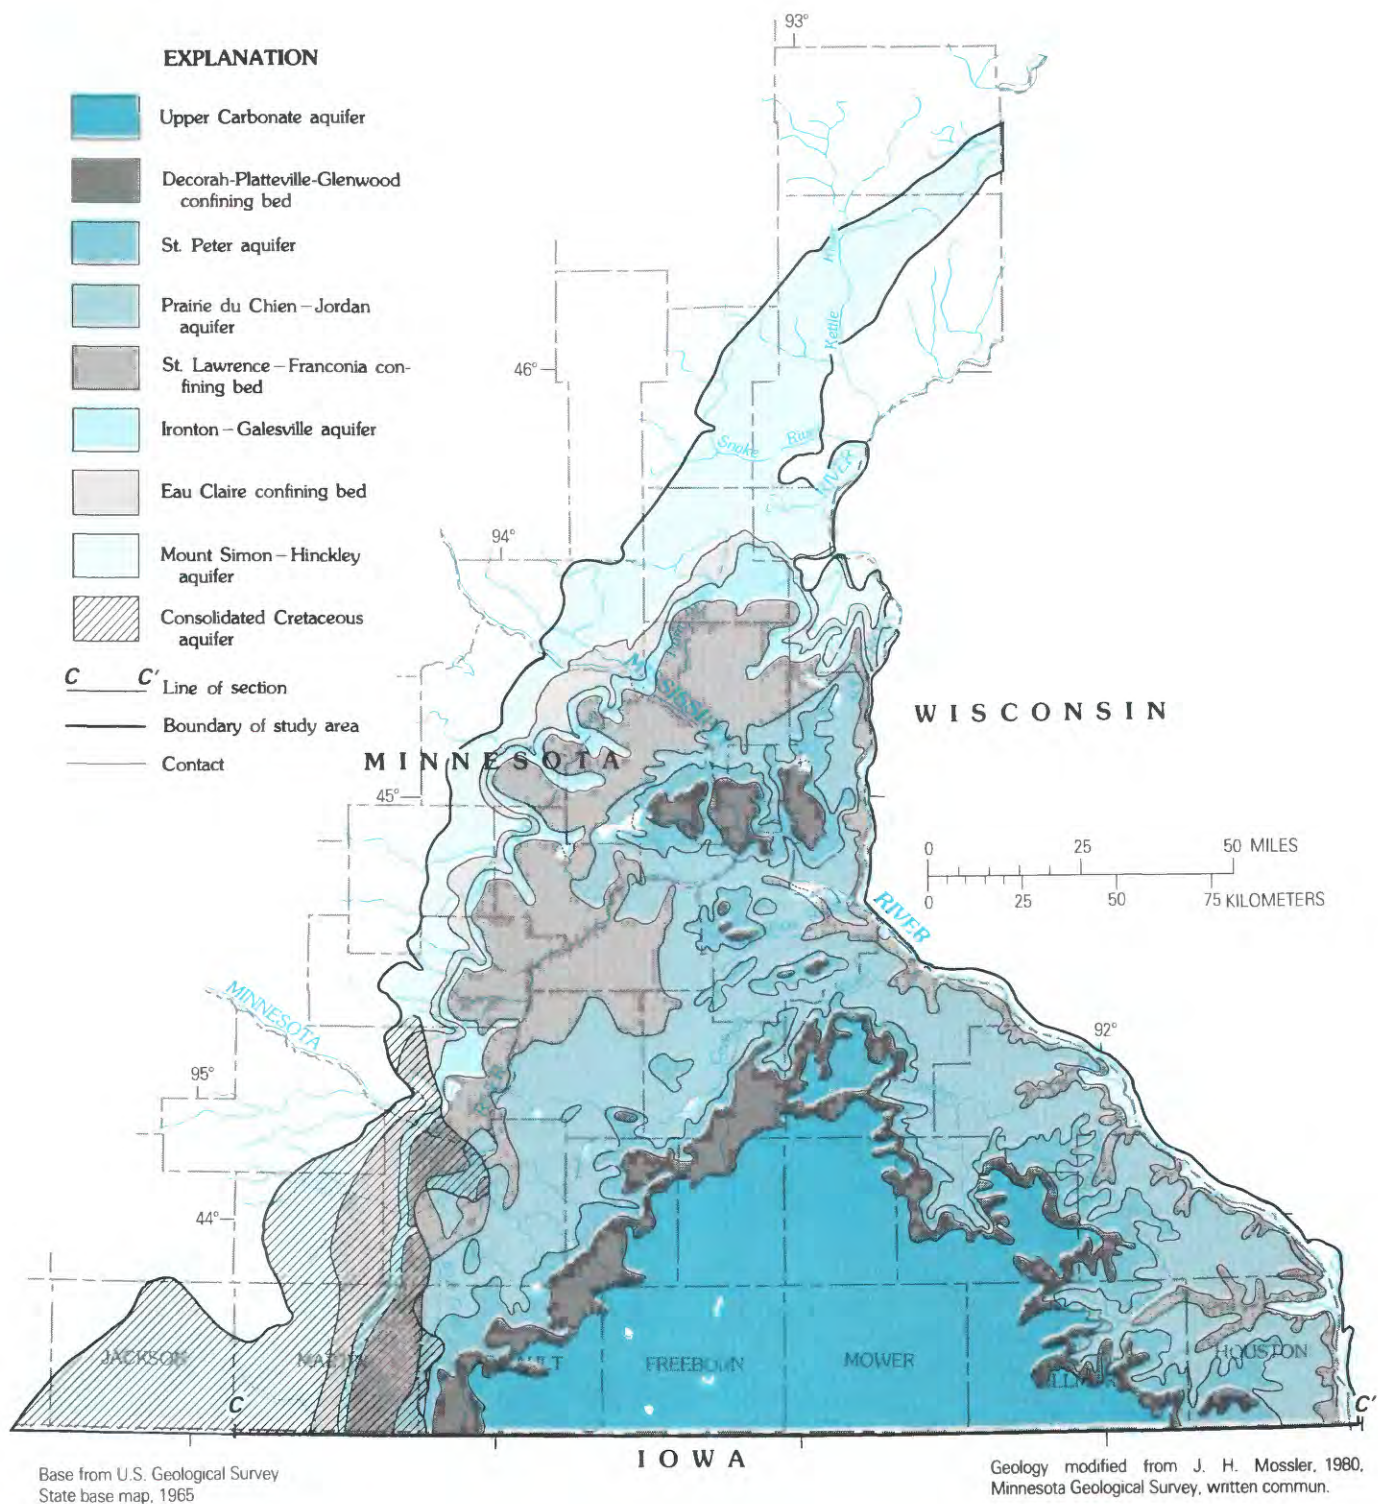 EXPLANATION
Upper Carbonate aquifer
Decorah-Platteville-Glenwood
confining bed
St. Peter aquifer
Prairie du Chien – Jordan
aquifer
St. Lawrence – Franconia con-
fining bed
Ironton – Galesville aquifer
Eau Claire confining bed
Mount Simon – Hinckley
aquifer
Consolidated Cretaceous
aquifer
C C' Line of section
Boundary of study area
Contact
93°
Kettle
46°
Snake River
RIVER
94°
WISCONSIN
MINNESOTA
45°
0 25 50 MILES
0 25 50 75 KILOMETERS
RIVER
MINNESOTA
92°
95°
44°
JACKSON
FREEBORN
MOWER
HOUSTON
C
C'
IOWA
Base from U.S. Geological Survey
State base map, 1965
Geology modified from J. H. Mossler, 1980,
Minnesota Geological Survey, written commun.